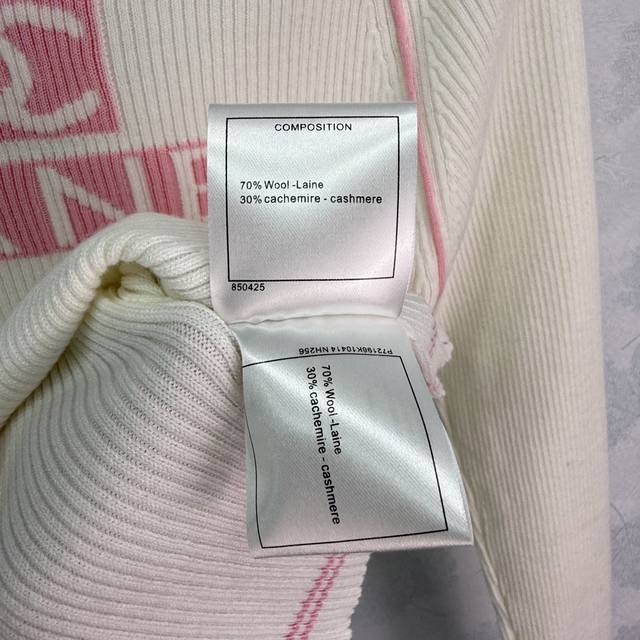 COMPOSITION
70% Wool -Laine
30% cachemire - cashmere
850425
P72196K10414 NH256
70% Wool -Laine
30% cachemire - cashmere